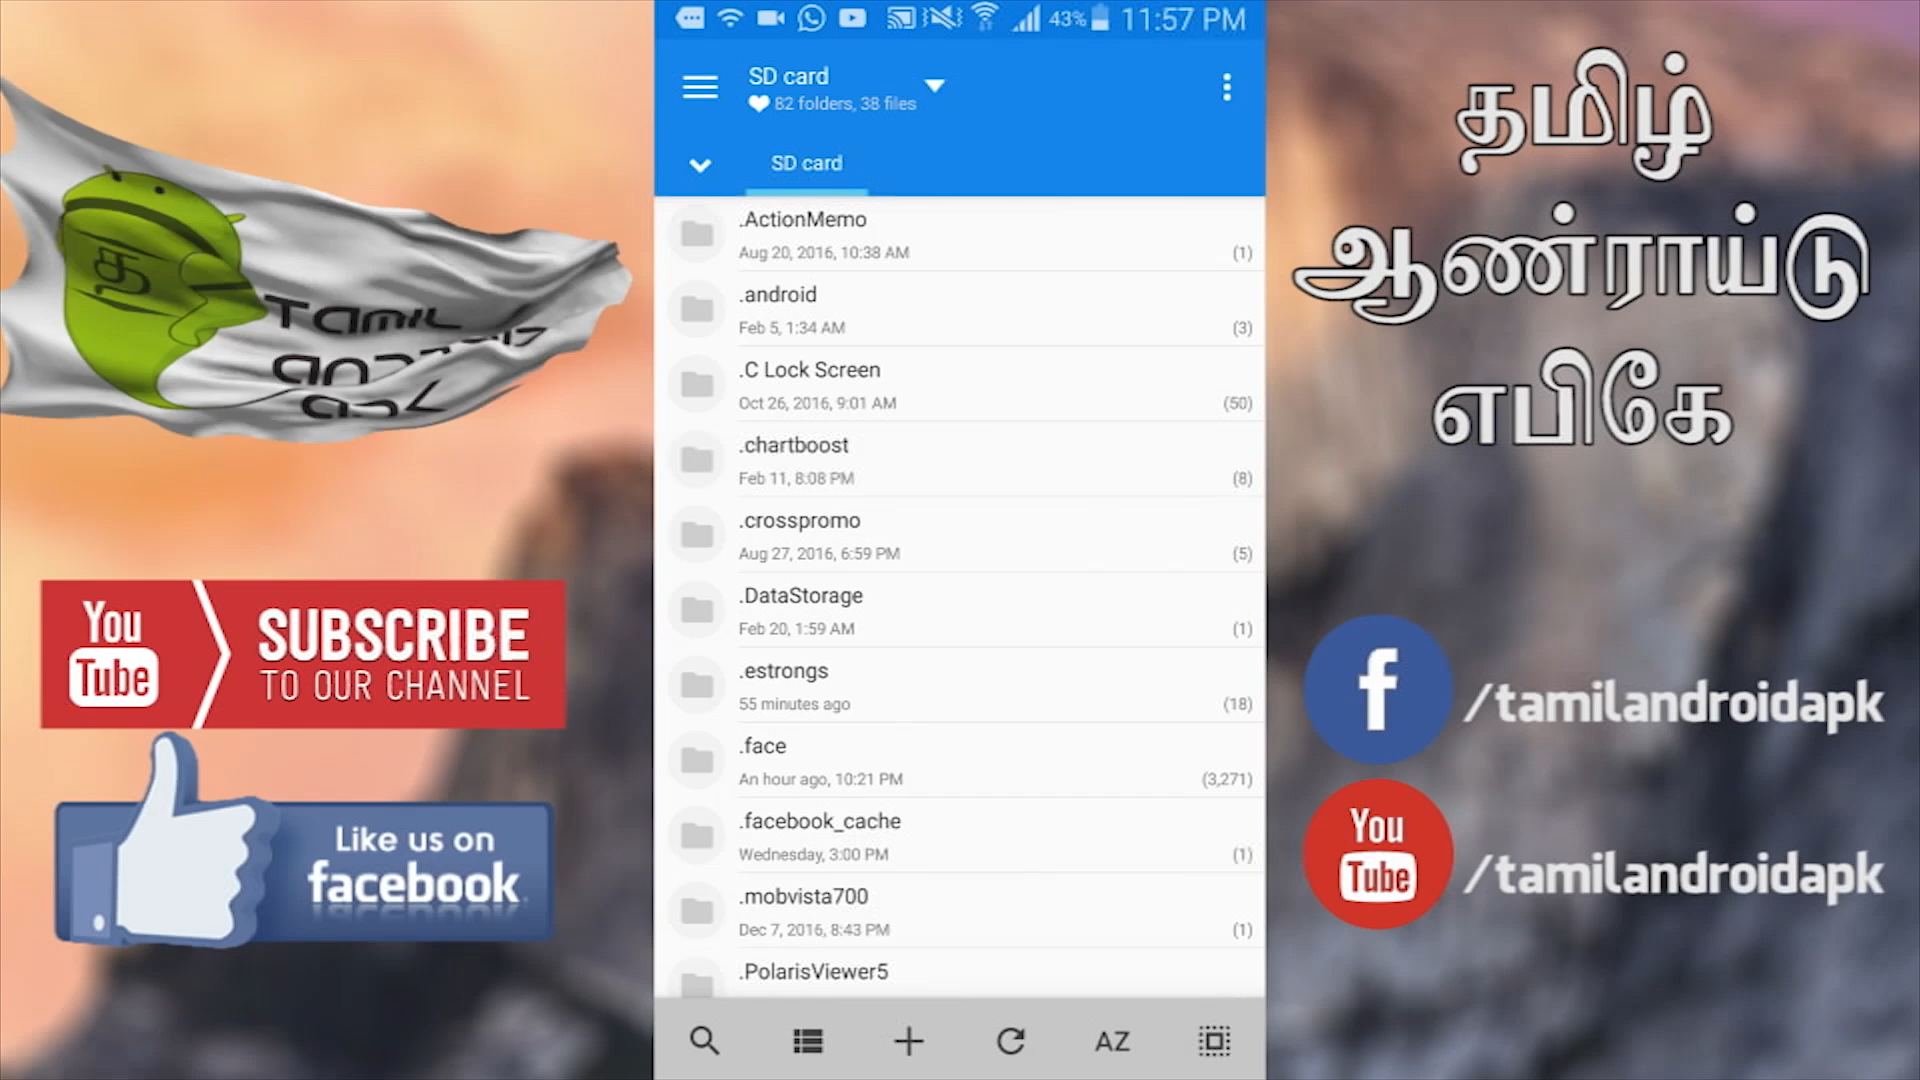 TAMIL
த
YouTube
SUBSCRIBE
TO OUR CHANNEL
Like us on
facebook
43% 11:57 PM
SD card
82 folders, 38 files
SD card
.ActionMemo
Aug 20, 2016, 10:38 AM (1)
.android
Feb 5, 1:34 AM (3)
.C Lock Screen
Oct 26, 2016, 9:01 AM (50)
.chartboost
Feb 11, 8:08 PM (8)
.crosspromo
Aug 27, 2016, 6:59 PM (5)
.DataStorage
Feb 20, 1:59 AM (1)
.estrongs
55 minutes ago (18)
.face
An hour ago, 10:21 PM (3,271)
.facebook_cache
Wednesday, 3:00 PM (1)
.mobvista700
Dec 7, 2016, 8:43 PM (1)
.PolarisViewer5
AZ
தமிழ்
ஆண்ராய்டு
எபிகே
f /tamilandroidapk
YouTube /tamilandroidapk